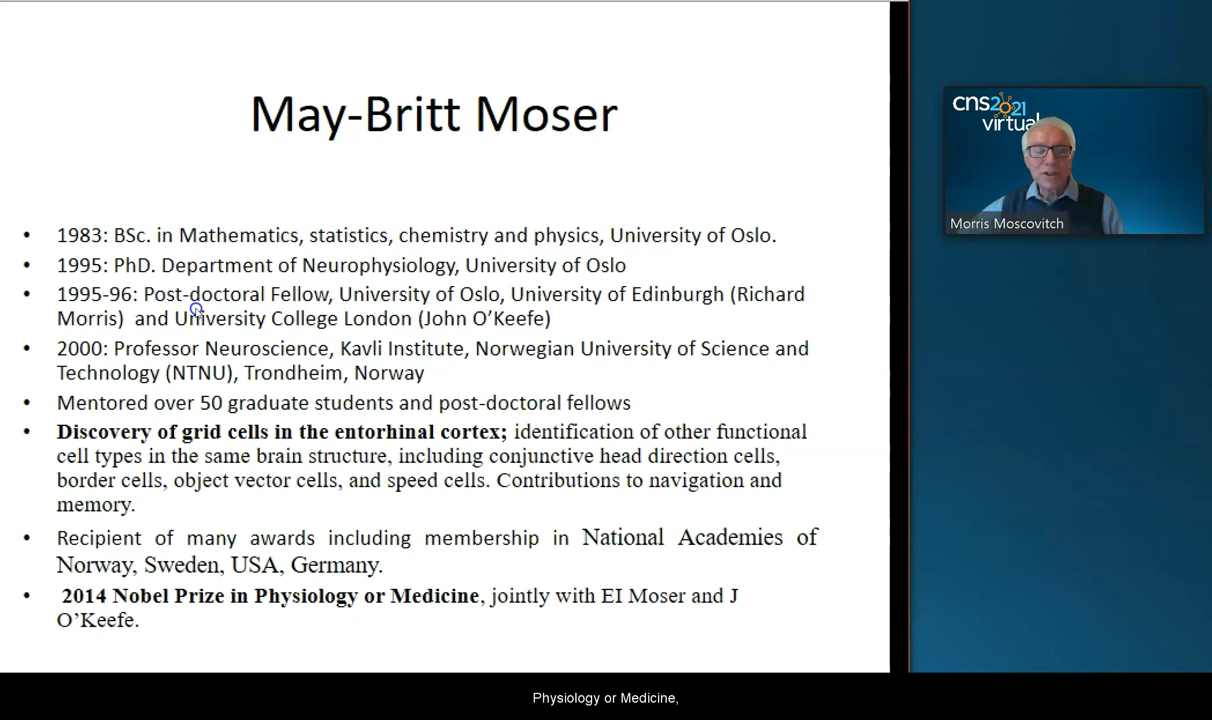 May-Britt Moser
• 1983: BSc. in Mathematics, statistics, chemistry and physics, University of Oslo.
• 1995: PhD. Department of Neurophysiology, University of Oslo
• 1995-96: Post-doctoral Fellow, University of Oslo, University of Edinburgh (Richard
Morris) and University College London (John O’Keefe)
• 2000: Professor Neuroscience, Kavli Institute, Norwegian University of Science and
Technology (NTNU), Trondheim, Norway
• Mentored over 50 graduate students and post-doctoral fellows
• Discovery of grid cells in the entorhinal cortex; identification of other functional
cell types in the same brain structure, including conjunctive head direction cells,
border cells, object vector cells, and speed cells. Contributions to navigation and
memory.
• Recipient of many awards including membership in National Academies of
Norway, Sweden, USA, Germany.
• 2014 Nobel Prize in Physiology or Medicine, jointly with EI Moser and J
O’Keefe.
cns2021
virtual
Morris Moscovitch
Physiology or Medicine,